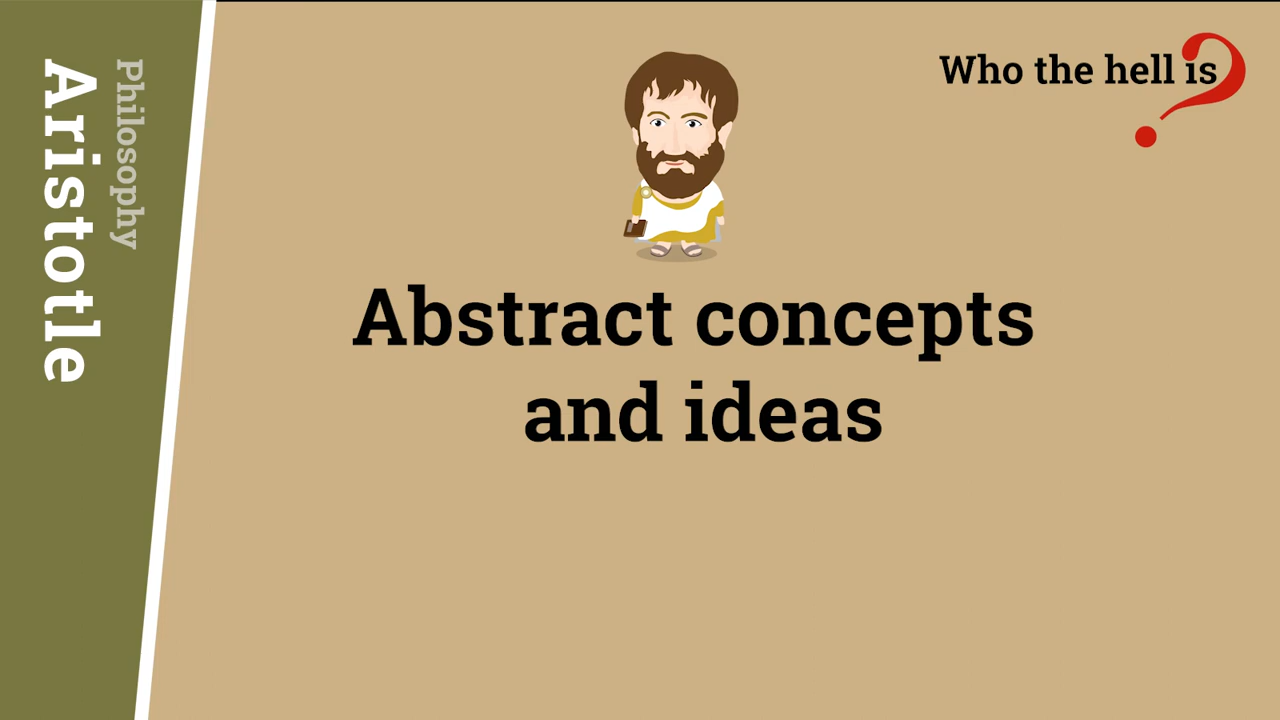 Philosophy
Aristotle
Who the hell is?
Abstract concepts
and ideas